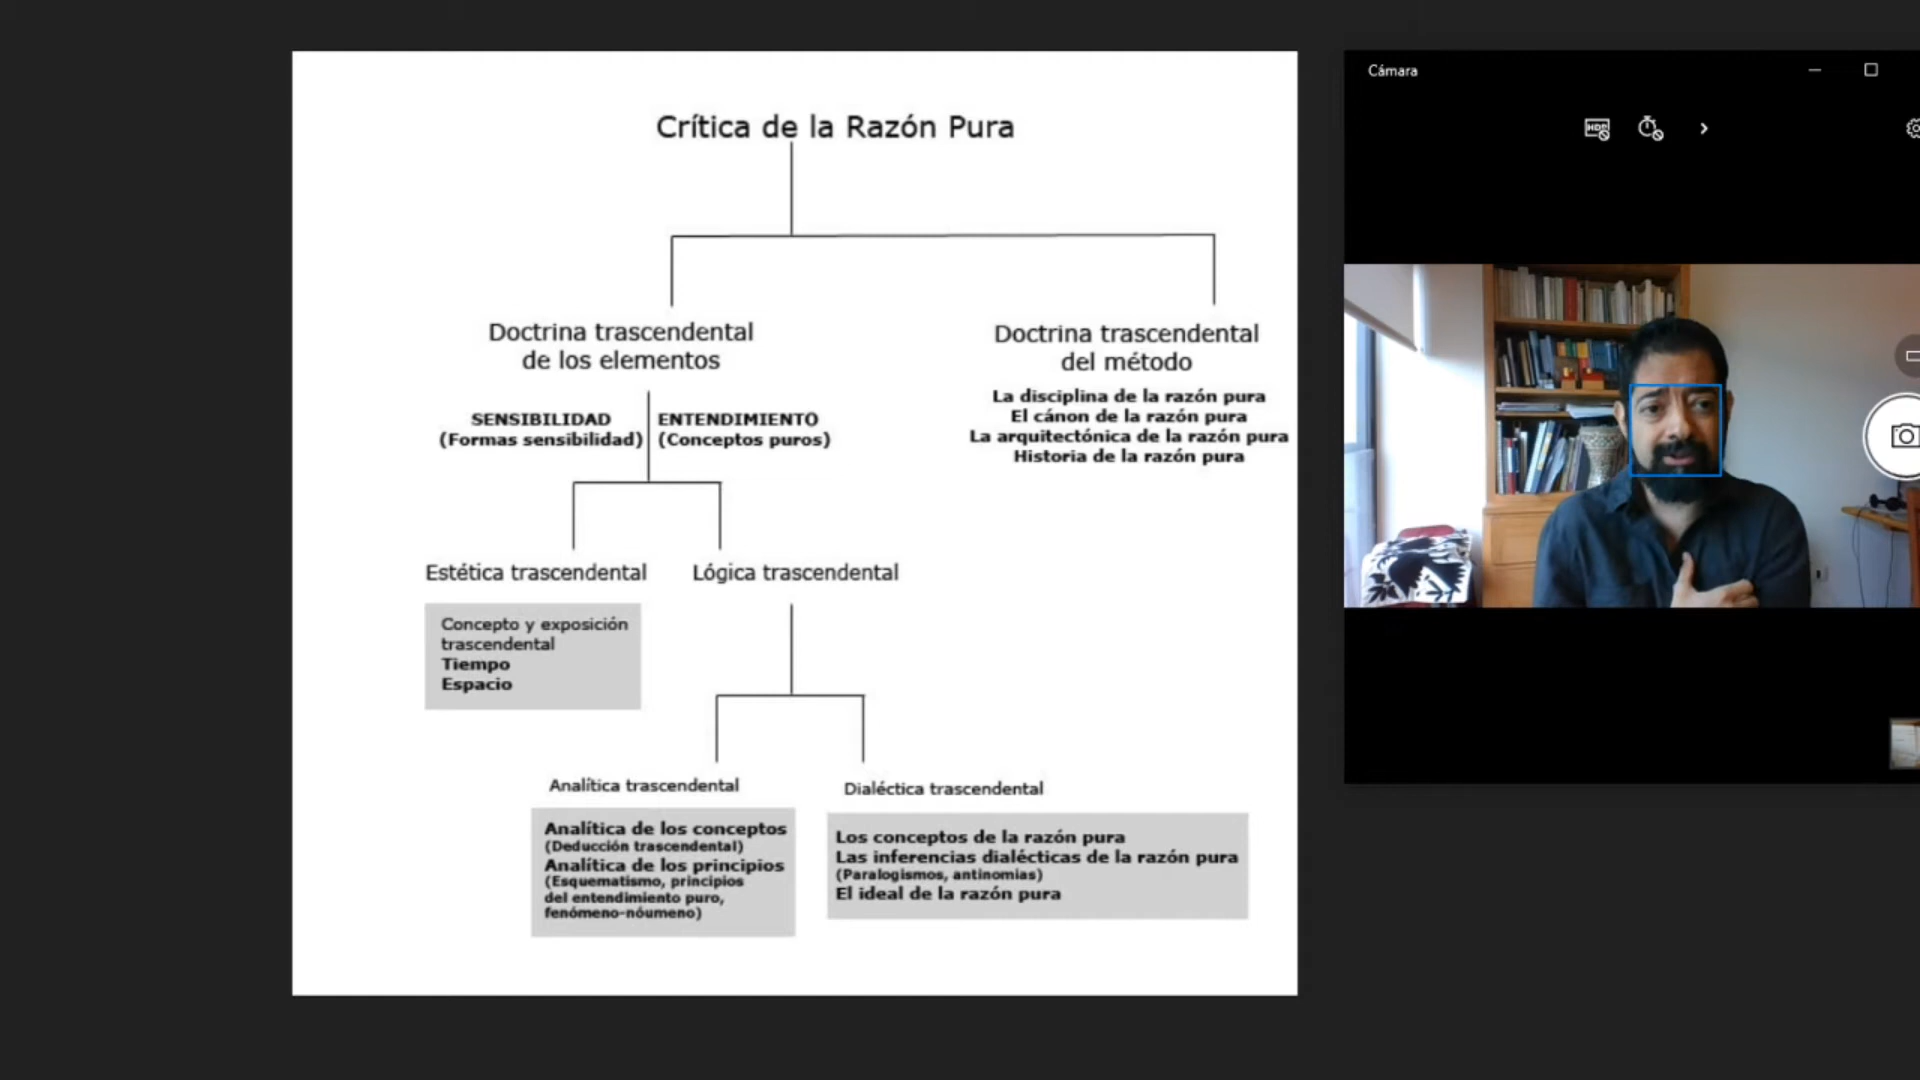 Crítica de la Razón Pura
Doctrina trascendental
de los elementos
SENSIBILIDAD
(Formas sensibilidad)
ENTENDIMIENTO
(Conceptos puros)
Doctrina trascendental
del método
La disciplina de la razón pura
El cánon de la razón pura
La arquitectónica de la razón pura
Historia de la razón pura
Estética trascendental
Lógica trascendental
Concepto y exposición
trascendental
Tiempo
Espacio
Analítica trascendental
Analítica de los conceptos
(Deducción trascendental)
Analítica de los principios
(Esquematismo, principios
del entendimiento puro,
fenómeno-nóumeno)
Dialéctica trascendental
Los conceptos de la razón pura
Las inferencias dialécticas de la razón pura
(Paralogismos, antinomias)
El ideal de la razón pura
Cámara
HDR